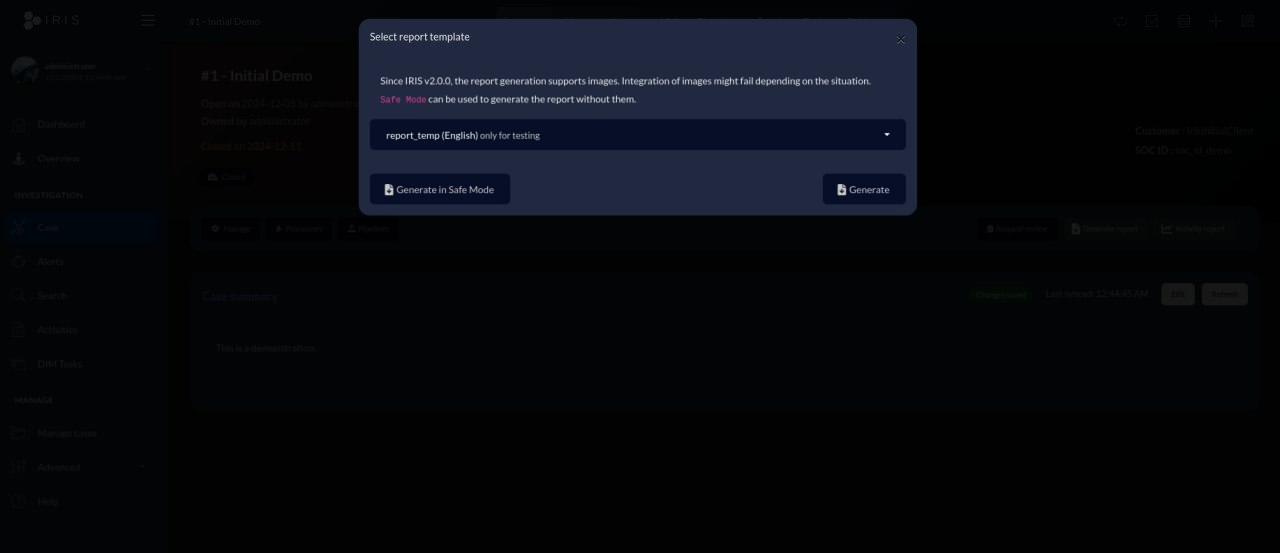 IRIS
#1 - Initial Demo
Select report template
×
Since IRIS v2.0.0, the report generation supports images. Integration of images might fail depending on the situation.
Safe Mode can be used to generate the report without them.
report_temp (English) only for testing
Generate in Safe Mode
Generate
administrator
#1 - Initial Demo
Open on 2024-12-05 by
Owned by administrator
Closed on 2024-12-11
Closed
Customer : IrisInitialClient
SOC ID : soc_id_demo
Dashboard
Overview
INVESTIGATION
Case
Alerts
Search
Activities
DIM Tasks
MANAGE
Manage cases
Advanced
Help
Manage
Processors
Pipelines
Request review
Generate report
Activity report
Case summary
Changes saved
Last synced: 12:44:45 AM
Edit
Refresh
This is a demonstration.